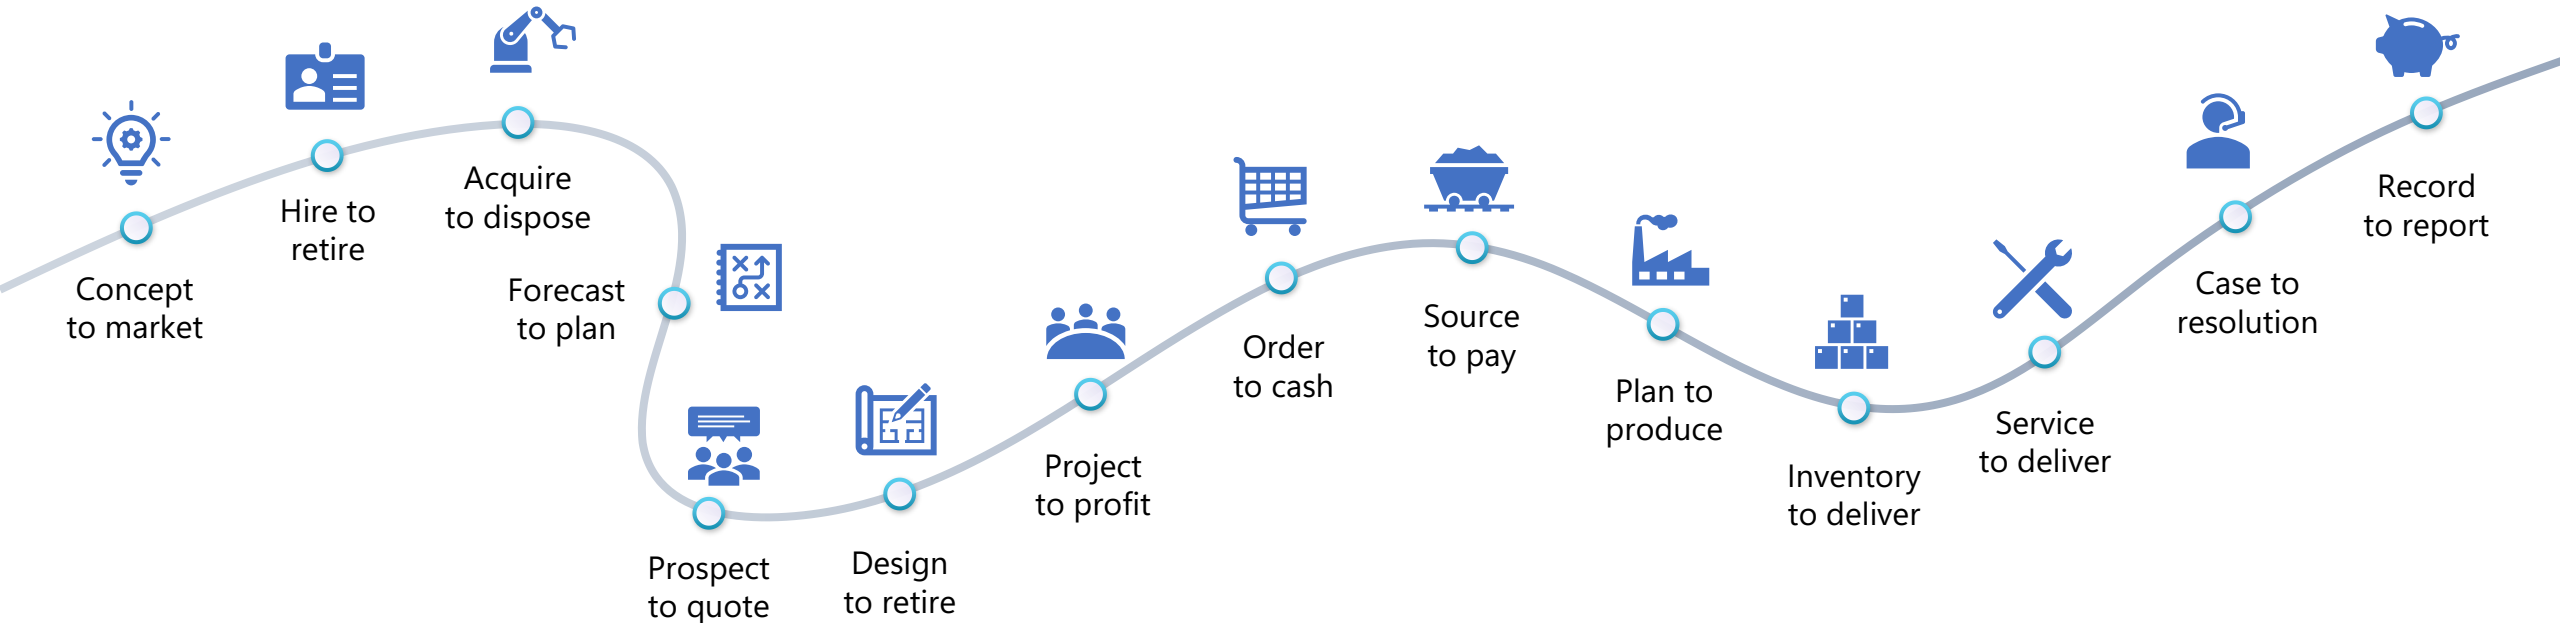 Concept
to market
Hire to
retire
Acquire
to dispose
Forecast
to plan
Prospect
to quote
Design
to retire
Project
to profit
Order
to cash
Source
to pay
Plan to
produce
Inventory
to deliver
Service
to deliver
Case to
resolution
Record
to report